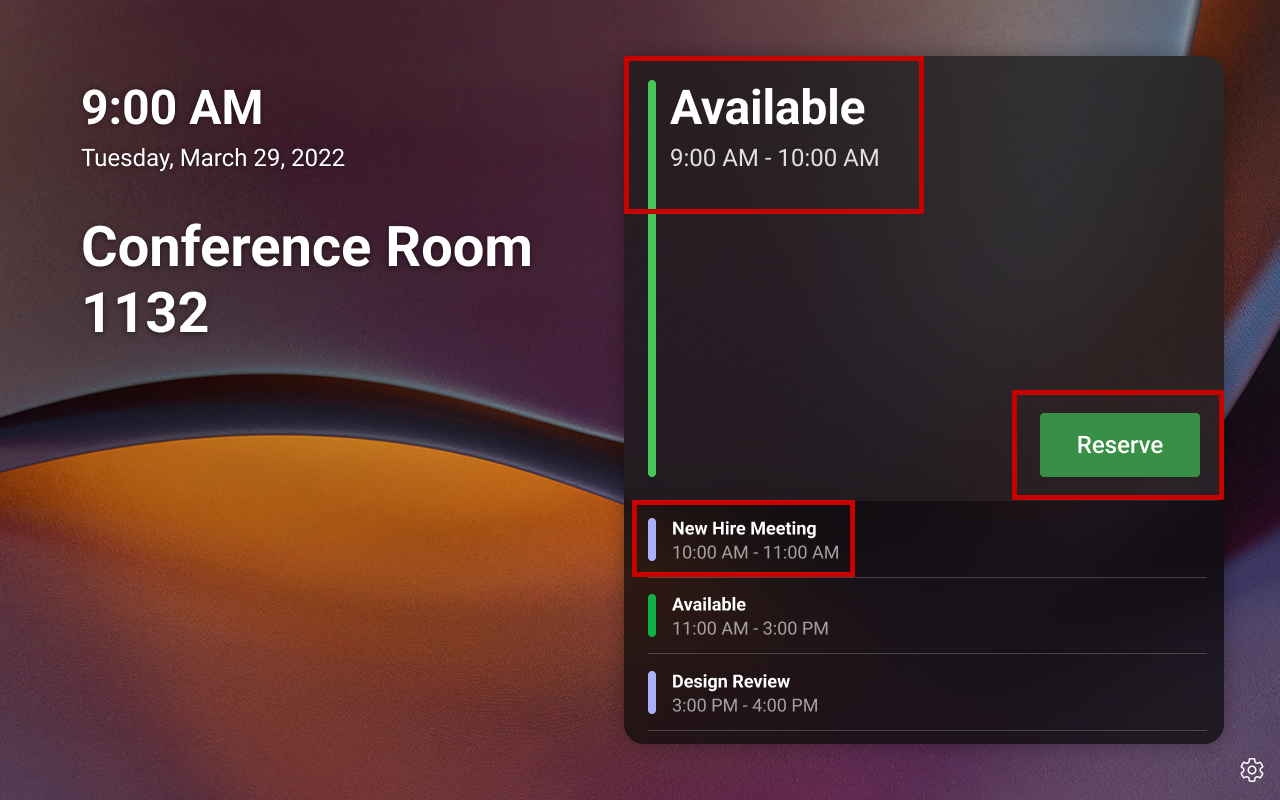 9:00 AM
Tuesday, March 29, 2022
Conference Room
1132
Available
9:00 AM - 10:00 AM
Reserve
New Hire Meeting
10:00 AM - 11:00 AM
Available
11:00 AM - 3:00 PM
Design Review
3:00 PM - 4:00 PM